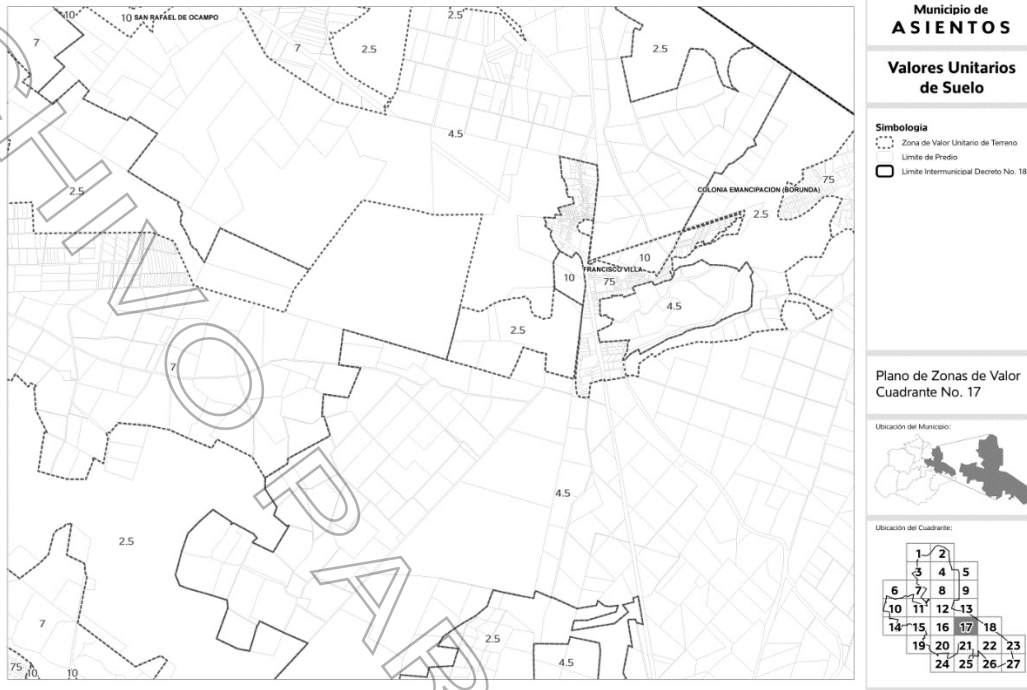 10
10 SAN RAFAEL DE OCAMPO
2.5
7
7
2.5
2.5
4.5
2.5
75
COLONIA EMANCIPACION (BORUNDA)
2.5
10
FRANCISCO VILLA
10
75
4.5
2.5
7
4.5
2.5
7
2.5
4.5
75
10
10
Municipio de
ASIENTOS
Valores Unitarios
de Suelo
Simbología
Zona de Valor Unitario de Terreno
Límite de Predio
Límite Intermunicipal Decreto No. 18
Plano de Zonas de Valor
Cuadrante No. 17
Ubicación del Municipio:
Ubicación del Cuadrante:
1 2
3 4 5
6 7 8 9
10 11 12 13
14 15 16 17 18
19 20 21 22 23
24 25 26 27